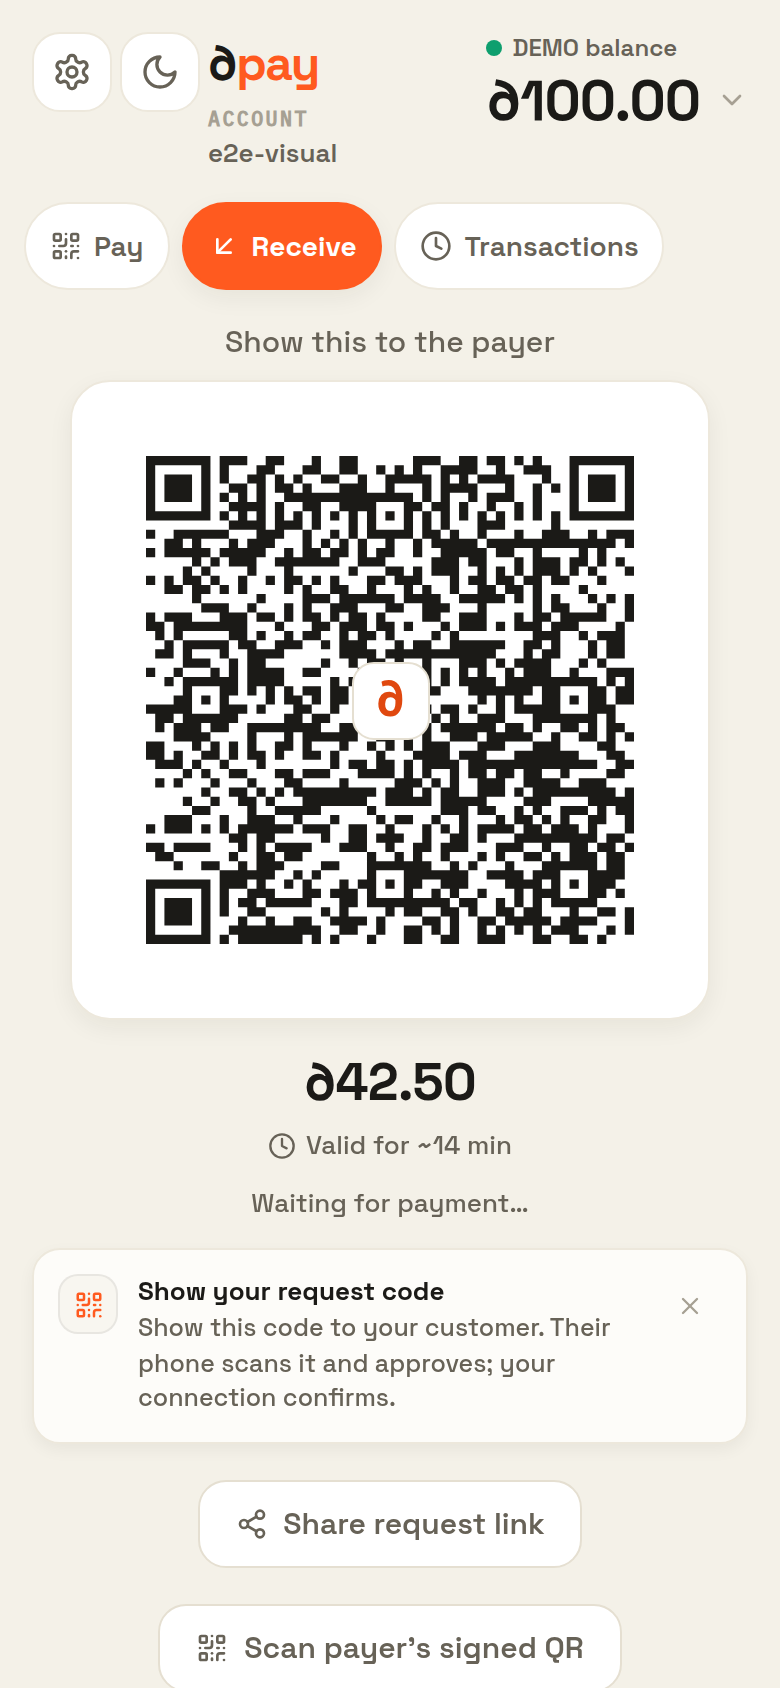 ∂pay
ACCOUNT
e2e-visual
DEMO balance
∂100.00
Pay
Receive
Transactions
Show this to the payer
∂
∂42.50
Valid for ~14 min
Waiting for payment...
Show your request code
Show this code to your customer. Their
phone scans it and approves; your
connection confirms.
Share request link
Scan payer's signed QR